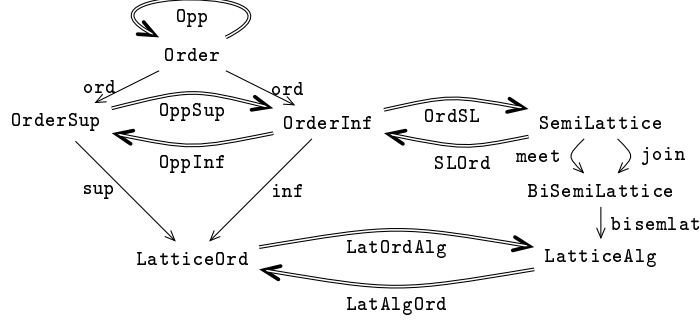 Opp
Order
ord
ord
OrderSup
OppSup
OrderInf
OrdSL
SemiLattice
OppInf
SLOrd
meet
join
sup
inf
BiSemiLattice
bisemlat
LatticeOrd
LatOrdAlg
LatticeAlg
LatAlgOrd